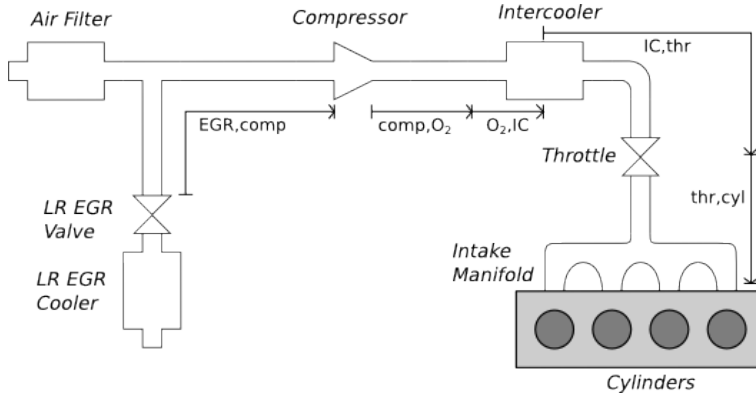 Air Filter
Compressor
Intercooler
IC,thr
EGR,comp
comp,O₂
O₂,IC
Throttle
thr,cyl
LR EGR
Valve
Intake
Manifold
LR EGR
Cooler
Cylinders